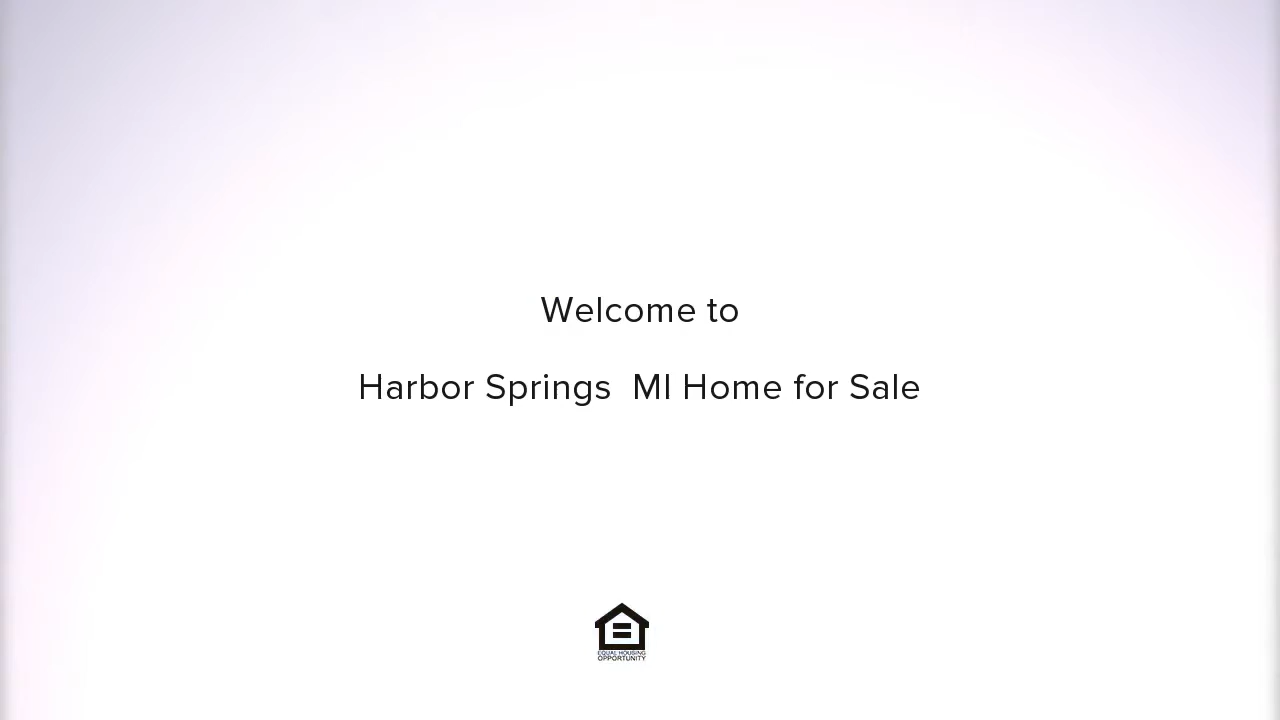 Welcome to
Harbor Springs  MI Home for Sale
EQUAL HOUSING
OPPORTUNITY